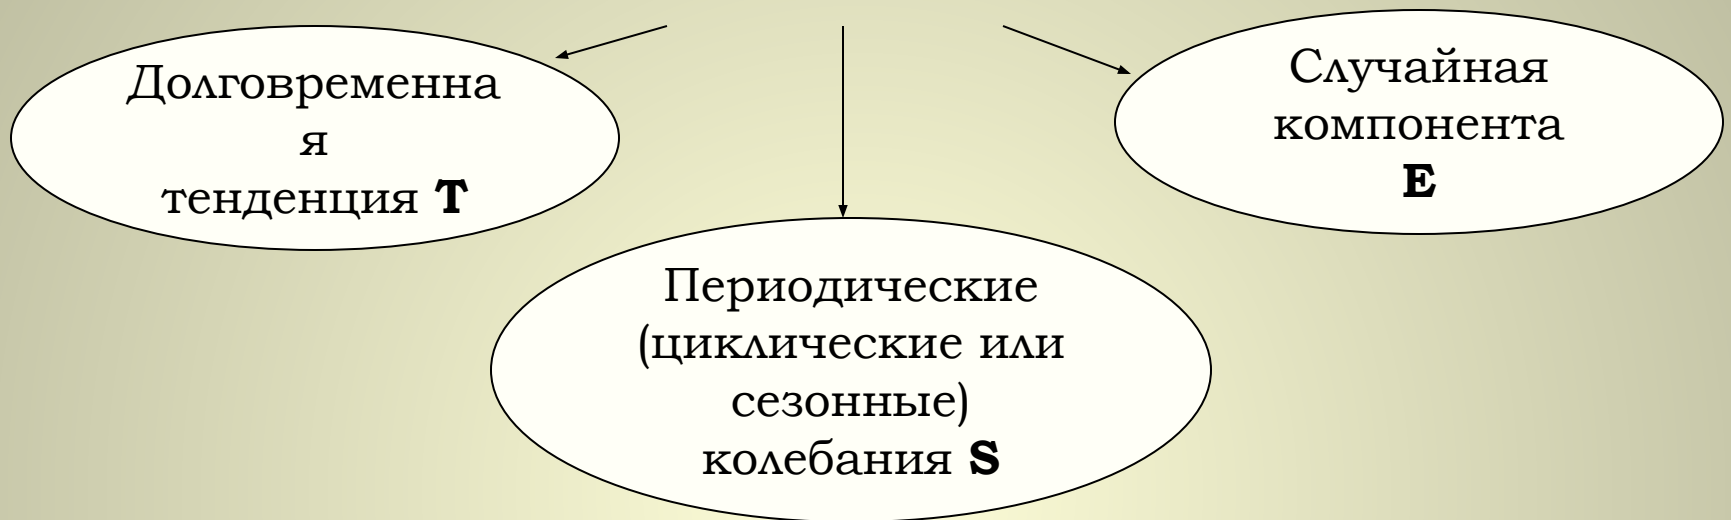 Долговременна
я
тенденция T
Случайная
компонента
E
Периодические
(циклические или
сезонные)
колебания S